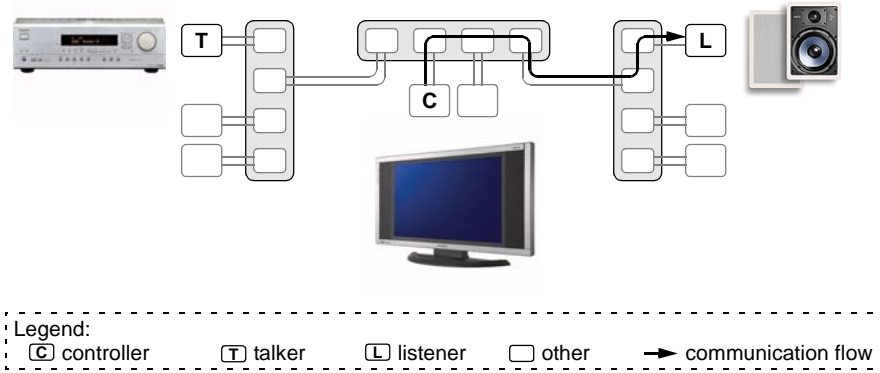 T
L
C
Legend:
C controller T talker L listener other communication flow